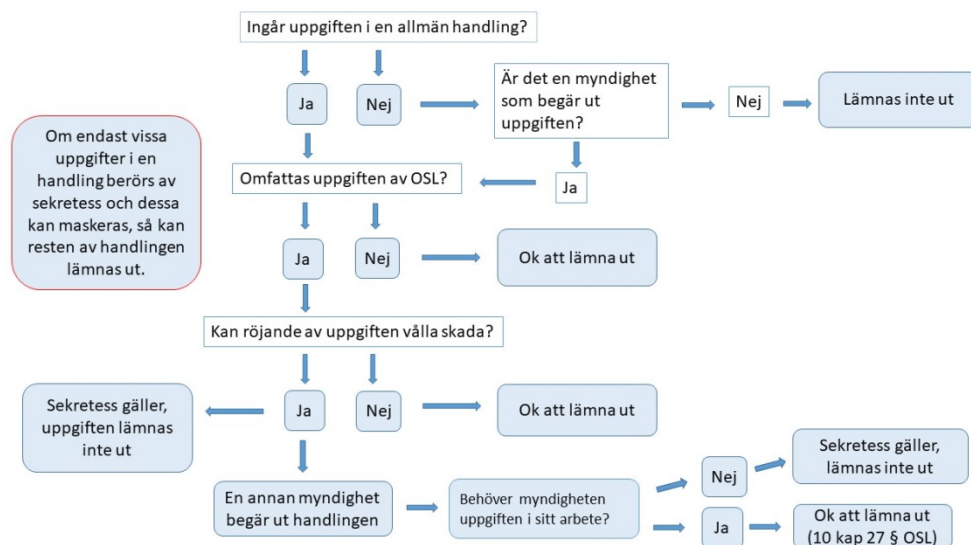 Ingår uppgiften i en allmän handling?
Ja
Nej
Är det en myndighet
som begär ut
uppgiften?
Nej
Lämnas inte ut
Om endast vissa
uppgifter i en
handling berörs av
sekretess och dessa
kan maskeras, så kan
resten av handlingen
lämnas ut.
Omfattas uppgiften av OSL?
Ja
Ja
Nej
Ok att lämna ut
Kan röjande av uppgiften vålla skada?
Sekretess gäller,
uppgiften lämnas
inte ut
Ja
Nej
Ok att lämna ut
En annan myndighet
begär ut handlingen
Behöver myndigheten
uppgiften i sitt arbete?
Nej
Sekretess gäller,
lämnas inte ut
Ja
Ok att lämna ut
(10 kap 27 § OSL)